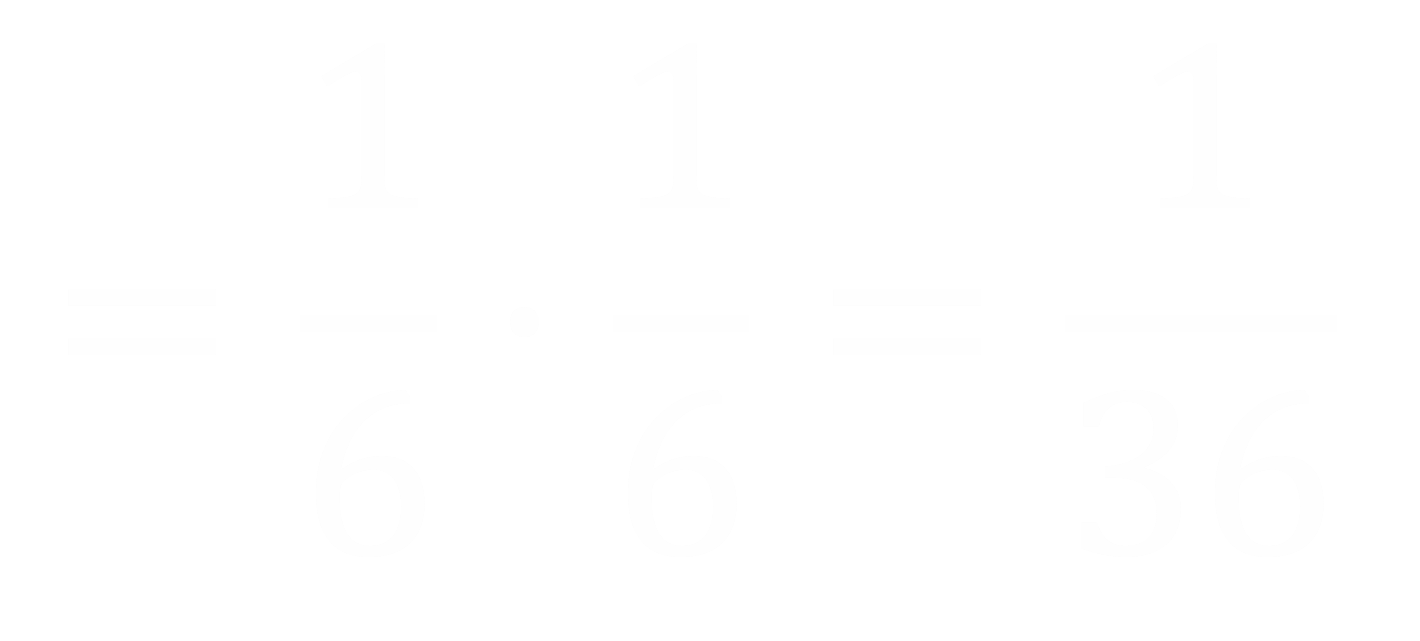 = 1/6 · 1/6 = 1/36